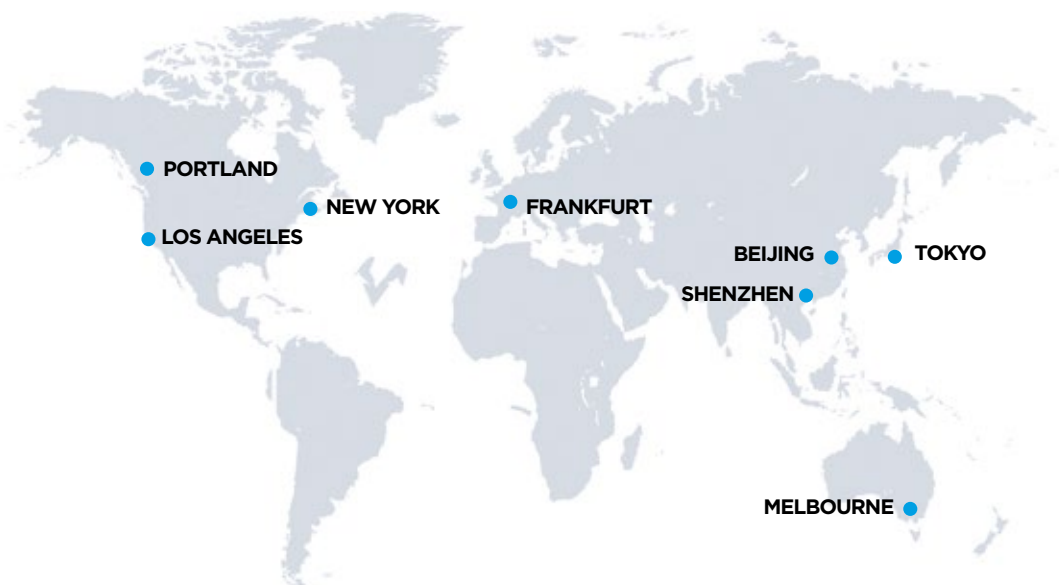 PORTLAND
NEW YORK
FRANKFURT
LOS ANGELES
BEIJING
TOKYO
SHENZHEN
MELBOURNE